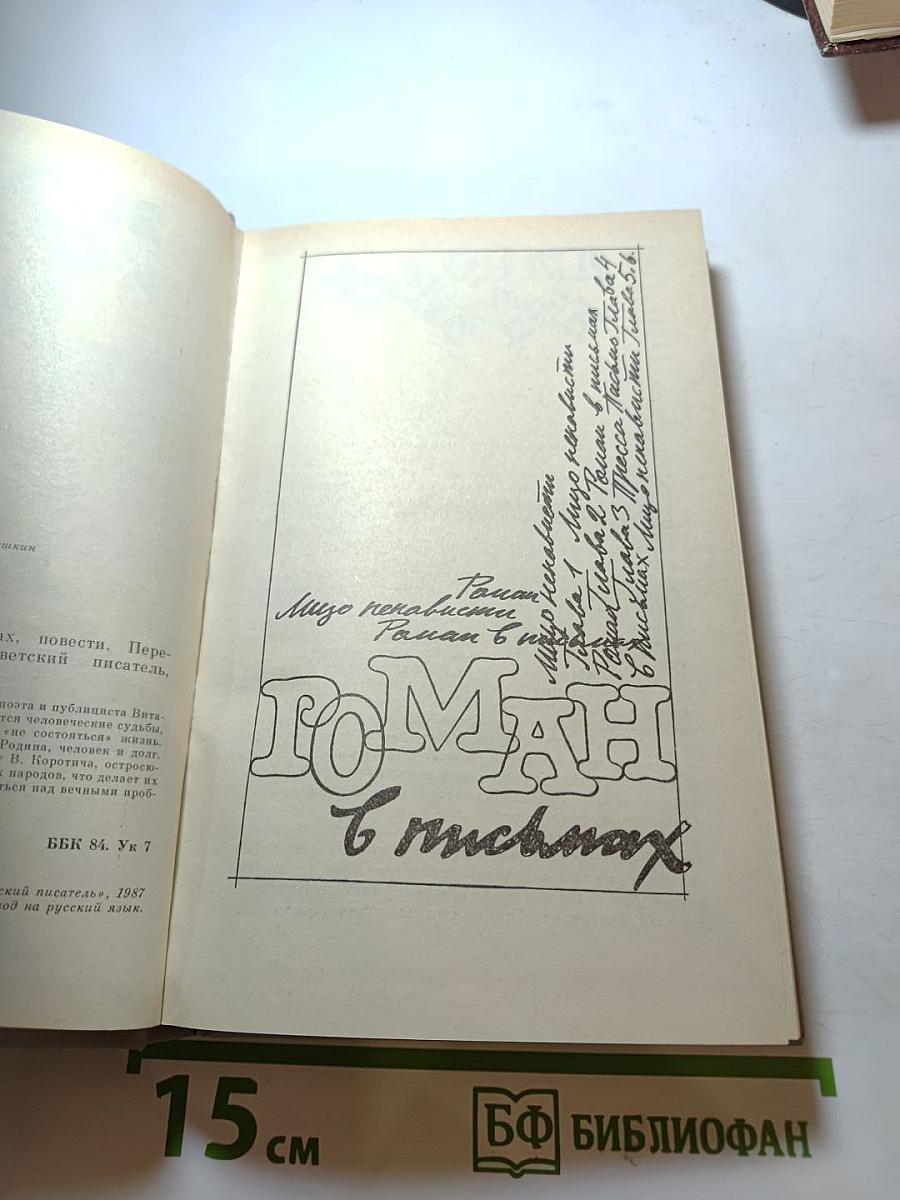 шкин
ах, повести. Пере-
ветский писатель,
поэта и публициста Вита-
тся человеческие судьбы,
«не состояться» жизнь.
Родина, человек и долг.
у В. Коротича, остросю-
х народов, что делает их
ться над вечными проб-
ББК 84. Ук 7
ский писатель», 1987
од на русский язык.
Роман
Лицо ненависти
Роман в письмах
Лицо ненависти
Глава 1 Лицо ненависти
Роман Глава 2 Роман в письмах
Глава 3 Пресса Письмо Глава 4
в письмах Лицо ненависти Глава 5. в.
РОМАН
в письмах
15 см
БФ БИБЛИОФАН